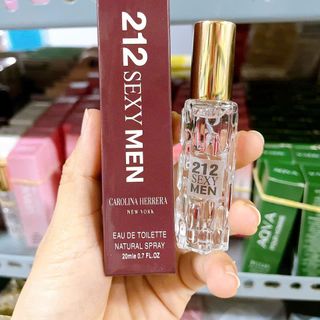 212 SEXY MEN
CAROLINA HERRERA
NEW YORK
EAU DE TOILETTE
NATURAL SPRAY
20ml 0.7 FL.OZ
212
SEXY
MEN
AQVA